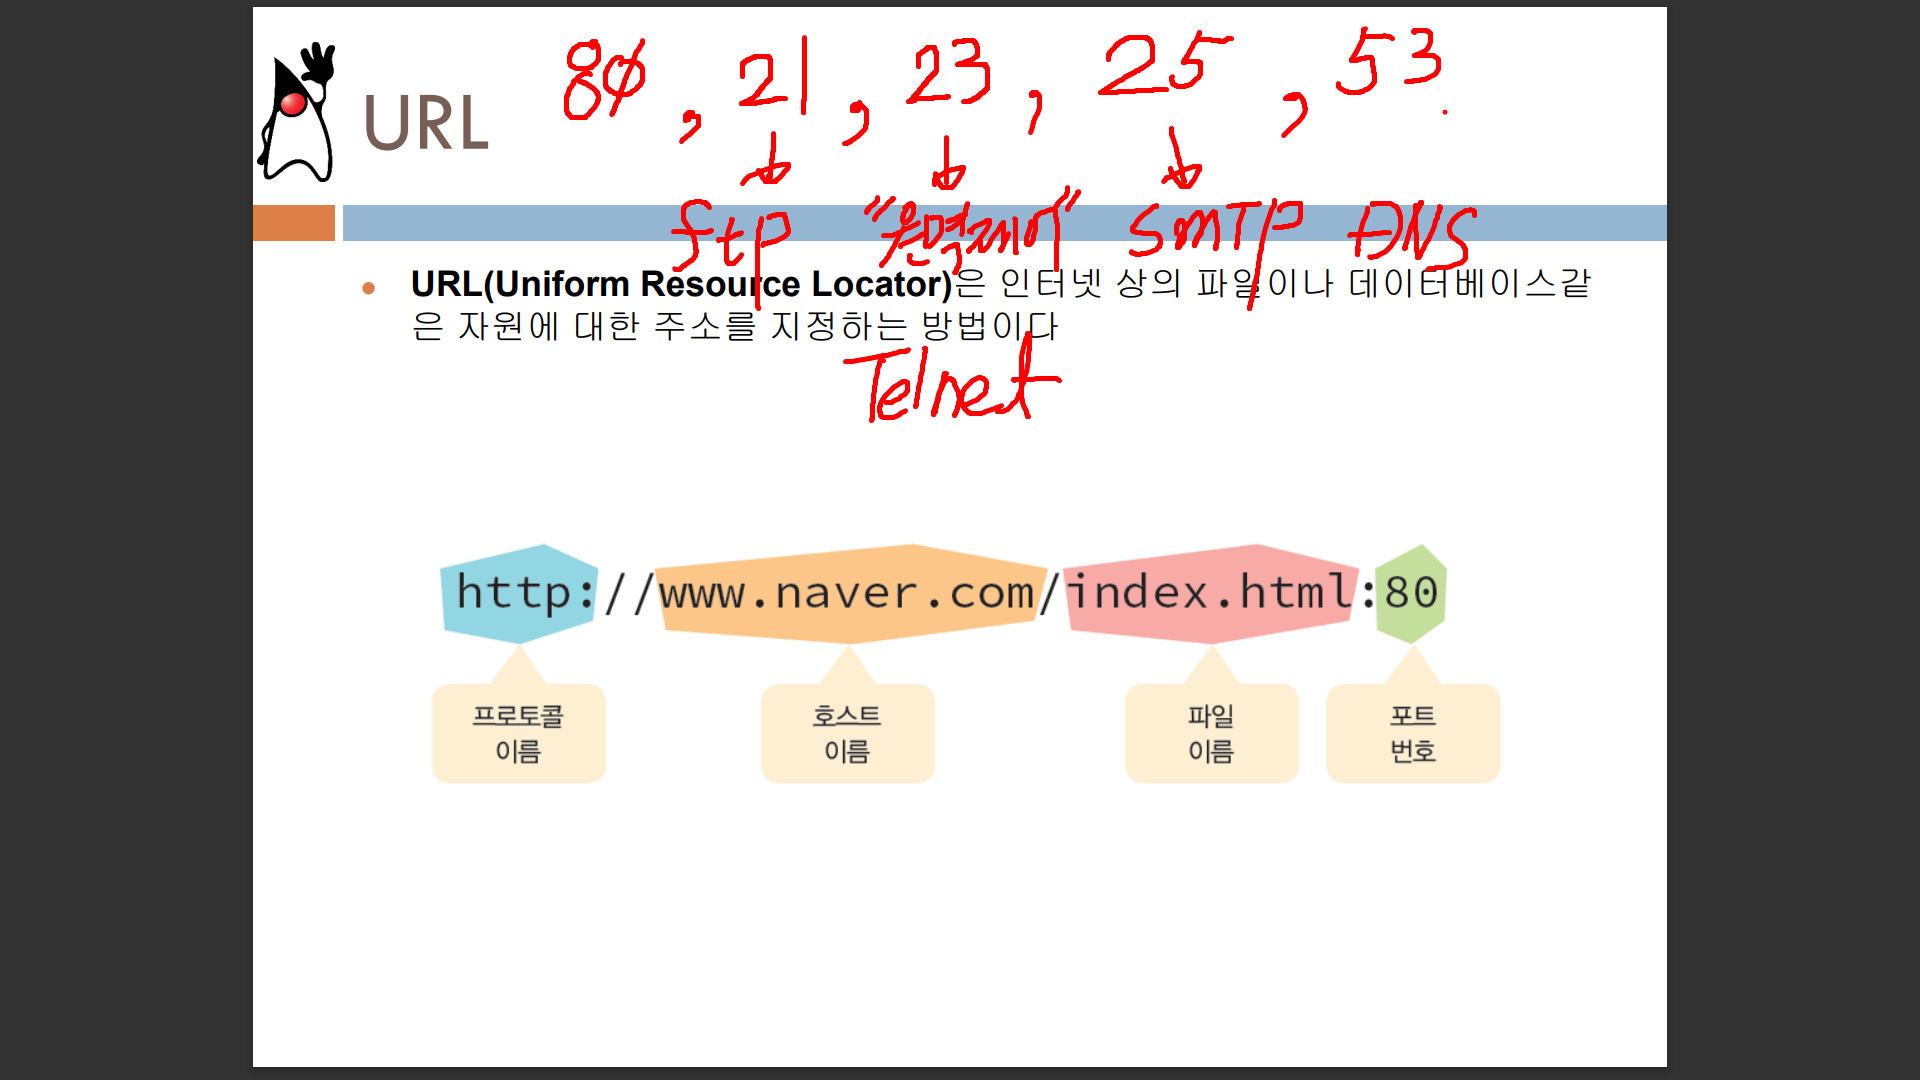 80, 21, 23, 25, 53.
URL
ftp "원격제어" SMTP DNS
• URL(Uniform Resource Locator)은 인터넷 상의 파일이나 데이터베이스같
은 자원에 대한 주소를 지정하는 방법이다
Telnet
http://www.naver.com/index.html:80
프로토콜
이름
호스트
이름
파일
이름
포트
번호